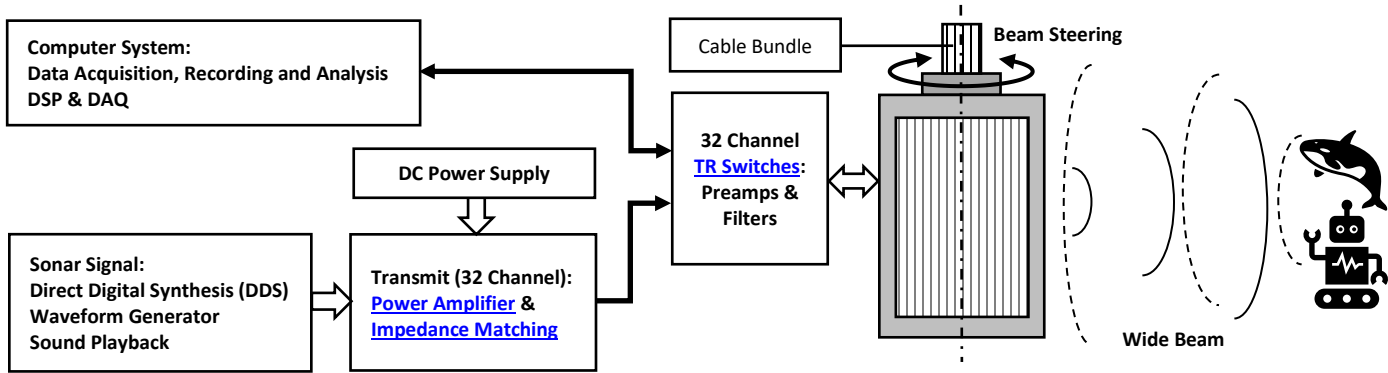 Computer System:
Data Acquisition, Recording and Analysis
DSP & DAQ
DC Power Supply
Sonar Signal:
Direct Digital Synthesis (DDS)
Waveform Generator
Sound Playback
Transmit (32 Channel):
Power Amplifier &
Impedance Matching
32 Channel
TR Switches:
Preamps &
Filters
Cable Bundle
Beam Steering
Wide Beam